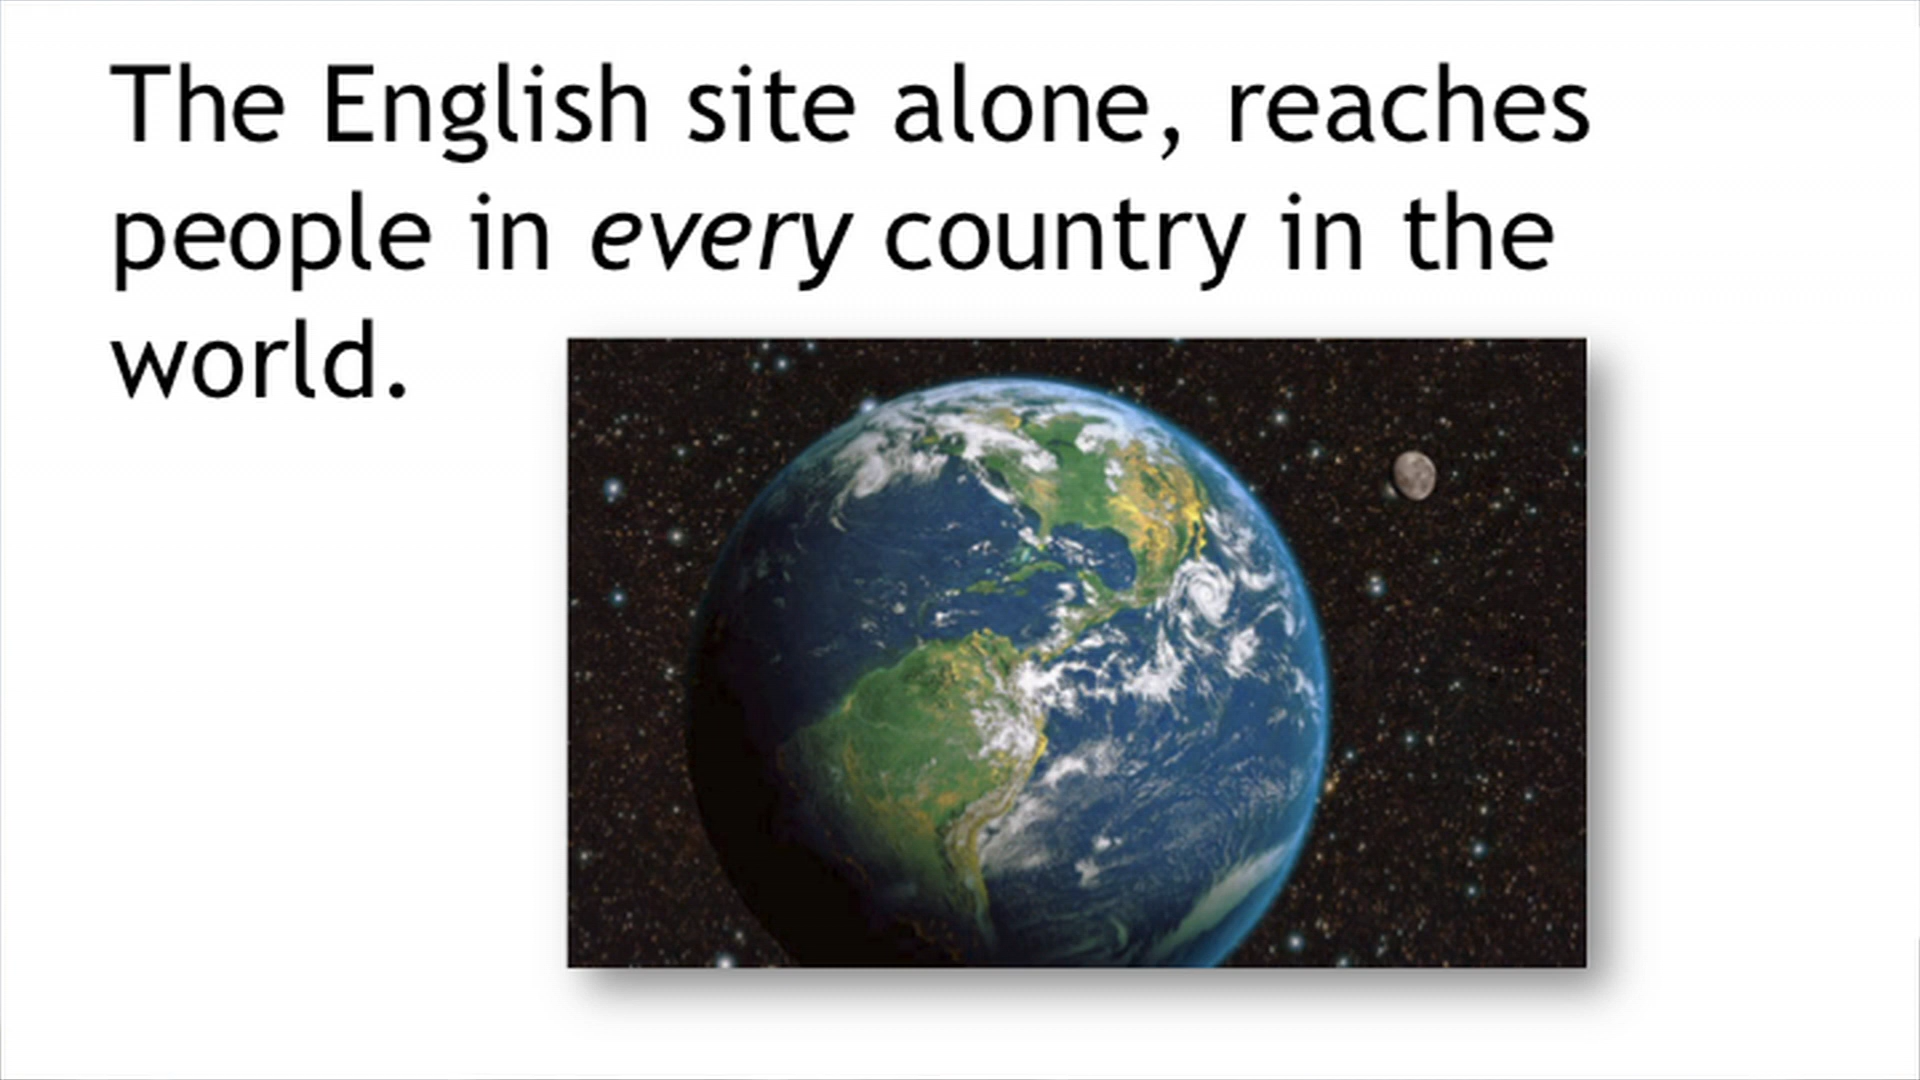 The English site alone, reaches
people in every country in the
world.